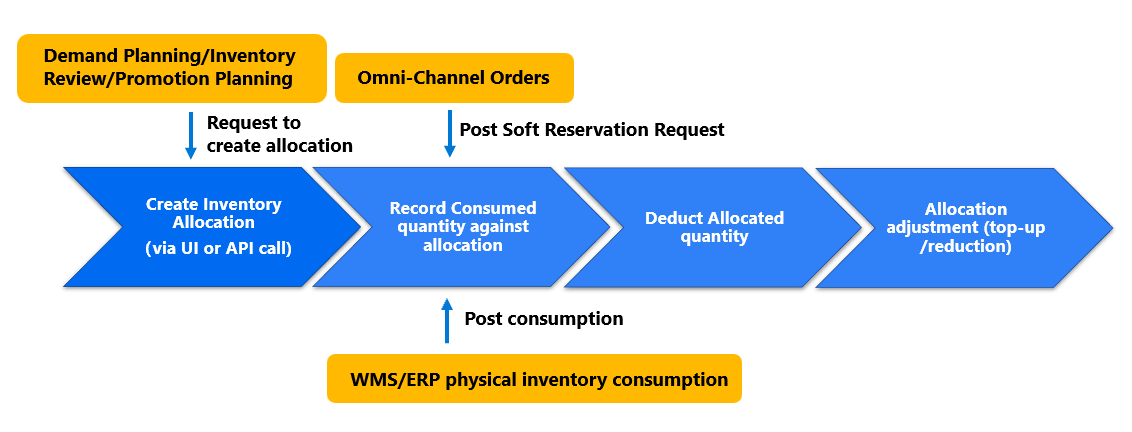 Demand Planning/Inventory
Review/Promotion Planning
Omni-Channel Orders
Request to
create allocation
Post Soft Reservation Request
Create Inventory
Allocation
(via UI or API call)
Record Consumed
quantity against
allocation
Deduct Allocated
quantity
Allocation
adjustment (top-up
/reduction)
Post consumption
WMS/ERP physical inventory consumption